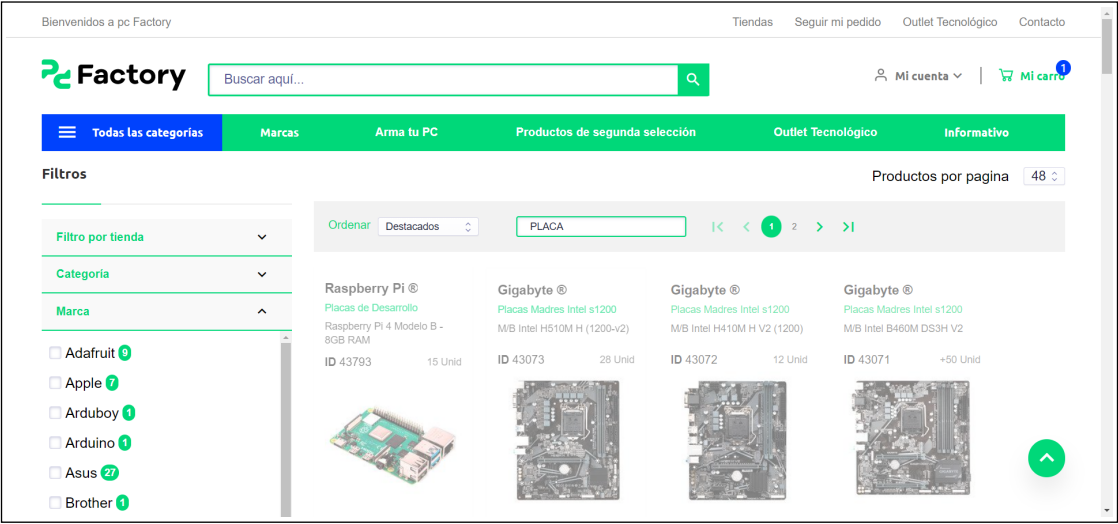 Bienvenidos a pc Factory
Tiendas Seguir mi pedido Outlet Tecnológico Contacto
Pc Factory
Buscar aquí...
Mi cuenta
Mi carro
1
Todas las categorías Marcas Arma tu PC Productos de segunda selección Outlet Tecnológico Informativo
Filtros
Productos por pagina 48
Ordenar Destacados PLACA 1 2
Filtro por tienda
Categoría
Marca
Adafruit 9
Apple 7
Arduboy 1
Arduino 1
Asus 27
Brother 1
Raspberry Pi ®
Placas de Desarrollo
Raspberry Pi 4 Modelo B -
8GB RAM
ID 43793 15 Unid
Gigabyte ®
Placas Madres Intel s1200
M/B Intel H510M H (1200-v2)
ID 43073 28 Unid
Gigabyte ®
Placas Madres Intel s1200
M/B Intel H410M H V2 (1200)
ID 43072 12 Unid
Gigabyte ®
Placas Madres Intel s1200
M/B Intel B460M DS3H V2
ID 43071 +50 Unid